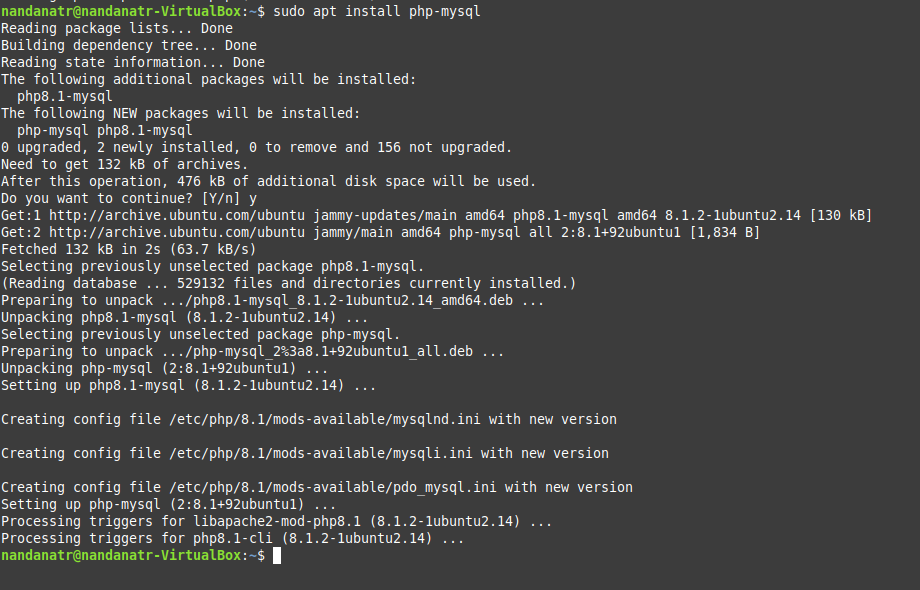 nandanatr@nandanatr-VirtualBox:~$ sudo apt install php-mysql
Reading package lists... Done
Building dependency tree... Done
Reading state information... Done
The following additional packages will be installed:
  php8.1-mysql
The following NEW packages will be installed:
  php-mysql php8.1-mysql
0 upgraded, 2 newly installed, 0 to remove and 156 not upgraded.
Need to get 132 kB of archives.
After this operation, 476 kB of additional disk space will be used.
Do you want to continue? [Y/n] y
Get:1 http://archive.ubuntu.com/ubuntu jammy-updates/main amd64 php8.1-mysql amd64 8.1.2-1ubuntu2.14 [130 kB]
Get:2 http://archive.ubuntu.com/ubuntu jammy/main amd64 php-mysql all 2:8.1+92ubuntu1 [1,834 B]
Fetched 132 kB in 2s (63.7 kB/s)
Selecting previously unselected package php8.1-mysql.
(Reading database ... 529132 files and directories currently installed.)
Preparing to unpack .../php8.1-mysql_8.1.2-1ubuntu2.14_amd64.deb ...
Unpacking php8.1-mysql (8.1.2-1ubuntu2.14) ...
Selecting previously unselected package php-mysql.
Preparing to unpack .../php-mysql_2%3a8.1+92ubuntu1_all.deb ...
Unpacking php-mysql (2:8.1+92ubuntu1) ...
Setting up php8.1-mysql (8.1.2-1ubuntu2.14) ...

Creating config file /etc/php/8.1/mods-available/mysqlnd.ini with new version

Creating config file /etc/php/8.1/mods-available/mysqli.ini with new version

Creating config file /etc/php/8.1/mods-available/pdo_mysql.ini with new version
Setting up php-mysql (2:8.1+92ubuntu1) ...
Processing triggers for libapache2-mod-php8.1 (8.1.2-1ubuntu2.14) ...
Processing triggers for php8.1-cli (8.1.2-1ubuntu2.14) ...
nandanatr@nandanatr-VirtualBox:~$